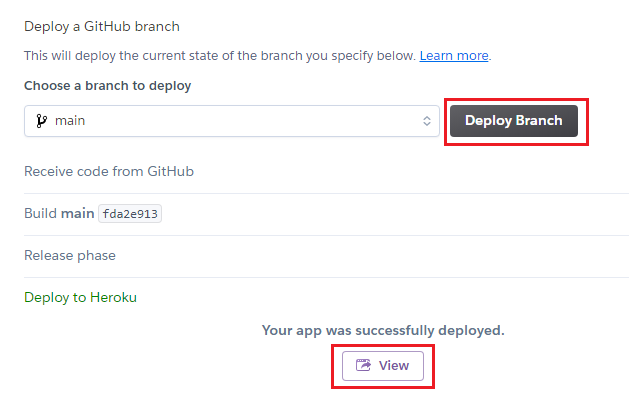 Deploy a GitHub branch
This will deploy the current state of the branch you specify below. Learn more.
Choose a branch to deploy
main
Deploy Branch
Receive code from GitHub
Build main fda2e913
Release phase
Deploy to Heroku
Your app was successfully deployed.
View